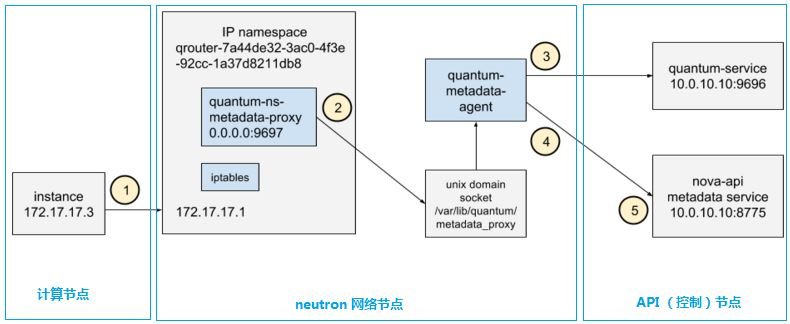 IP namespace
qrouter-7a44de32-3ac0-4f3e
-92cc-1a37d8211db8
quantum-ns-
metadata-proxy
0.0.0.0:9697
iptables
172.17.17.1
instance
172.17.17.3
1
2
quantum-
metadata-
agent
unix domain
socket
/var/lib/quantum/
metadata_proxy
3
4
quantum-service
10.0.10.10:9696
5
nova-api
metadata service
10.0.10.10:8775
计算节点
neutron 网络节点
API（控制）节点